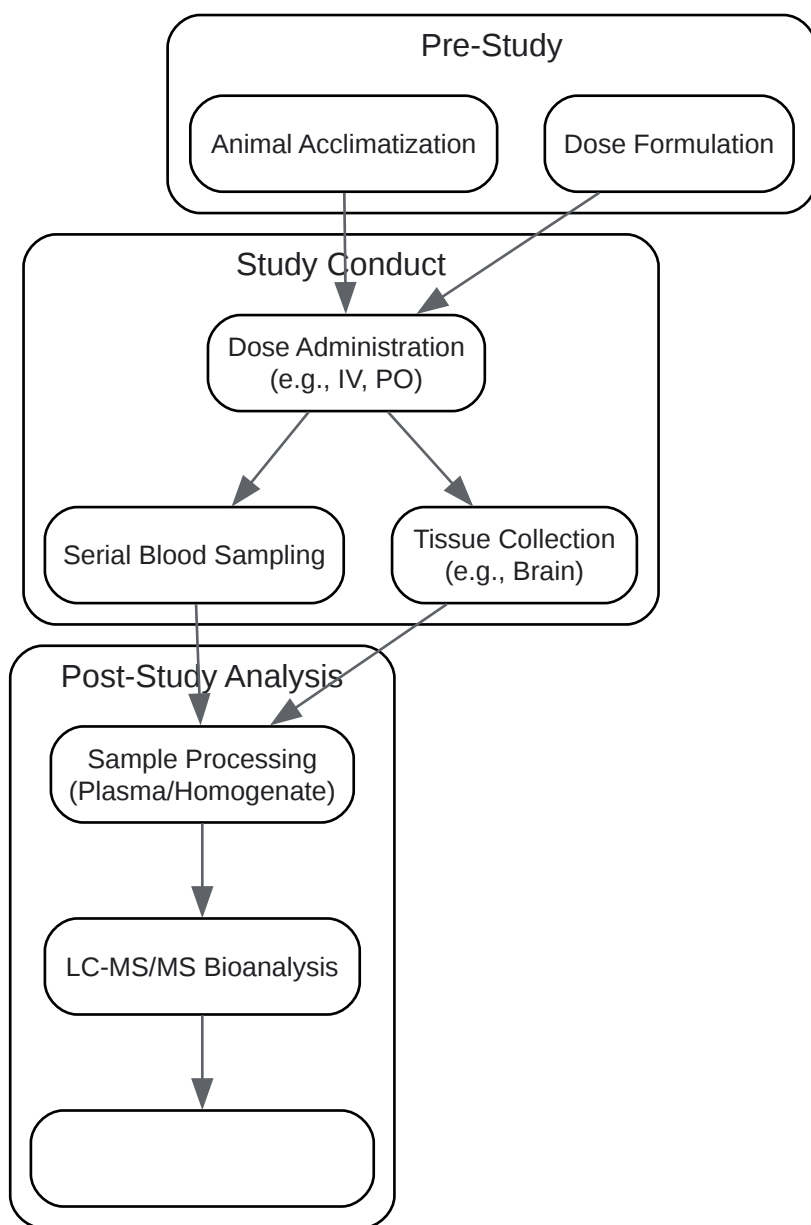 Pre-Study
Animal Acclimatization
Dose Formulation
Study Conduct
Dose Administration
(e.g., IV, PO)
Serial Blood Sampling
Tissue Collection
(e.g., Brain)
Post-Study Analysis
Sample Processing
(Plasma/Homogenate)
LC-MS/MS Bioanalysis